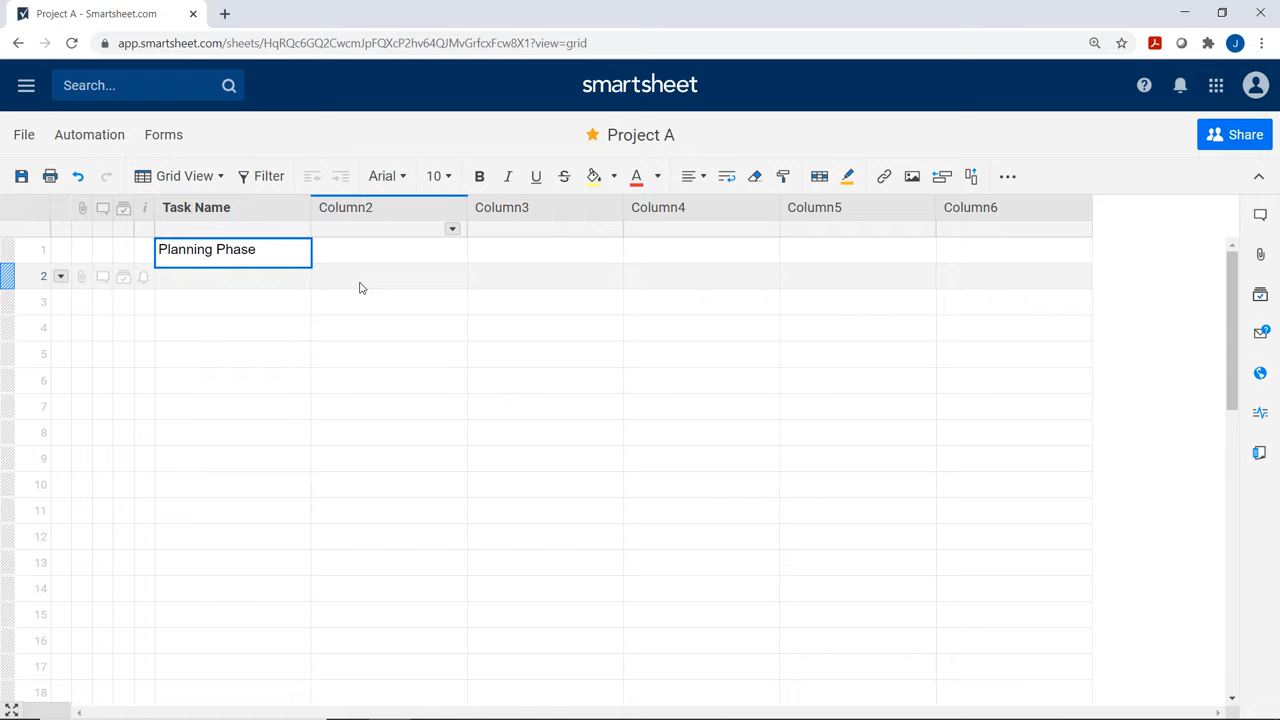 Project A - Smartsheet.com
app.smartsheet.com/sheets/HqRQc6GQ2CwcmJpFQXcP2hv64QJMvGrfcxFcw8X1?view=grid
J
Search...
smartsheet
File Automation Forms
Project A
Share
Grid View Filter Arial 10 B I U S A
i Task Name Column2 Column3 Column4 Column5 Column6
1 Planning Phase
2
3
4
5
6
7
8
9
10
11
12
13
14
15
16
17
18